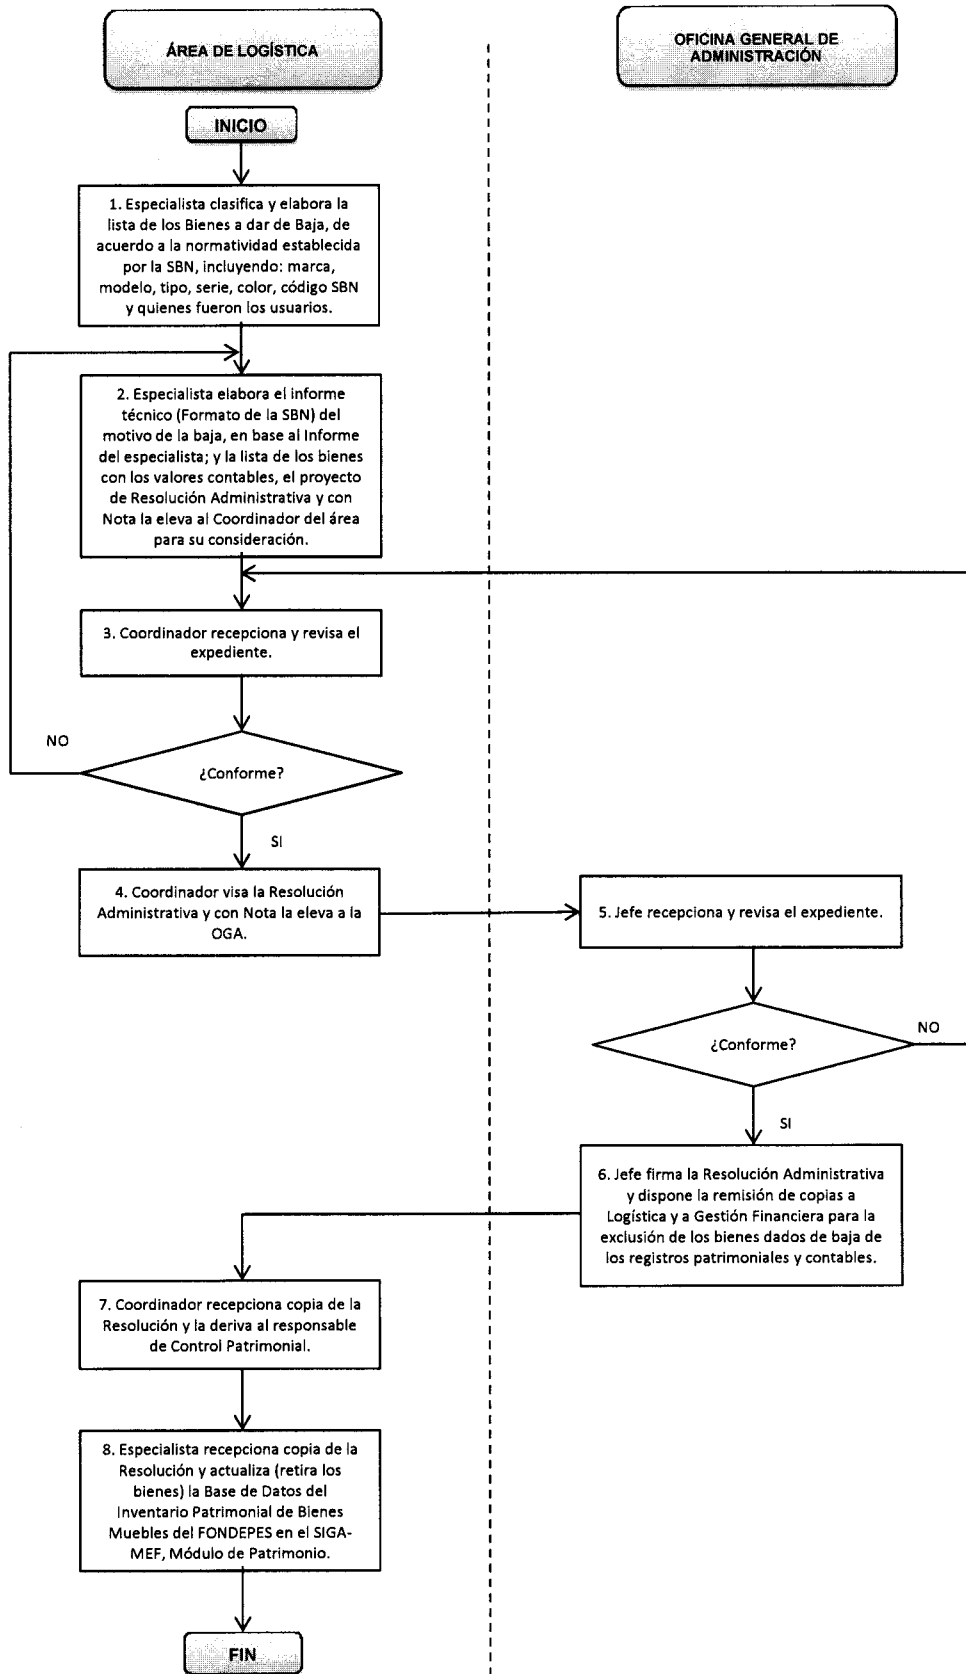 ÁREA DE LOGÍSTICA
OFICINA GENERAL DE
ADMINISTRACIÓN
INICIO
1. Especialista clasifica y elabora la
lista de los Bienes a dar de Baja, de
acuerdo a la normatividad establecida
por la SBN, incluyendo: marca,
modelo, tipo, serie, color, código SBN
y quienes fueron los usuarios.
2. Especialista elabora el informe
técnico (Formato de la SBN) del
motivo de la baja, en base al Informe
del especialista; y la lista de los bienes
con los valores contables, el proyecto
de Resolución Administrativa y con
Nota la eleva al Coordinador del área
para su consideración.
3. Coordinador recepciona y revisa el
expediente.
NO
¿Conforme?
SI
4. Coordinador visa la Resolución
Administrativa y con Nota la eleva a la
OGA.
5. Jefe recepciona y revisa el expediente.
¿Conforme?
NO
SI
6. Jefe firma la Resolución Administrativa
y dispone la remisión de copias a
Logística y a Gestión Financiera para la
exclusión de los bienes dados de baja de
los registros patrimoniales y contables.
7. Coordinador recepciona copia de la
Resolución y la deriva al responsable
de Control Patrimonial.
8. Especialista recepciona copia de la
Resolución y actualiza (retira los
bienes) la Base de Datos del
Inventario Patrimonial de Bienes
Muebles del FONDEPES en el SIGA-
MEF, Módulo de Patrimonio.
FIN